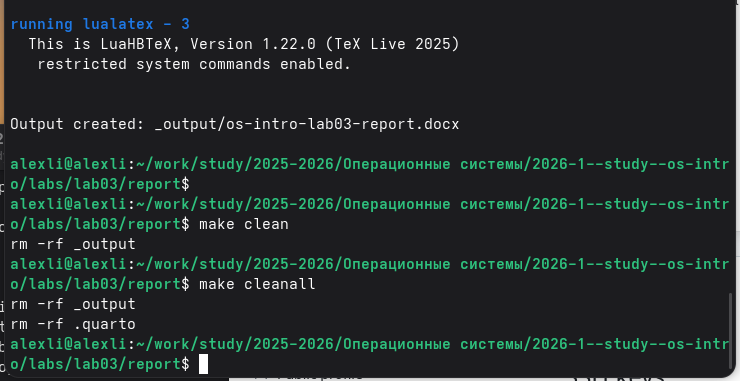 running lualatex - 3
This is LuaHBTeX, Version 1.22.0 (TeX Live 2025)
restricted system commands enabled.
Output created: _output/os-intro-lab03-report.docx
alexli@alexli:~/work/study/2025-2026/Операционные системы/2026-1--study--os-intr
o/labs/lab03/report$
alexli@alexli:~/work/study/2025-2026/Операционные системы/2026-1--study--os-intr
o/labs/lab03/report$ make clean
rm -rf _output
alexli@alexli:~/work/study/2025-2026/Операционные системы/2026-1--study--os-intr
o/labs/lab03/report$ make cleanall
rm -rf _output
rm -rf .quarto
alexli@alexli:~/work/study/2025-2026/Операционные системы/2026-1--study--os-intr
o/labs/lab03/report$